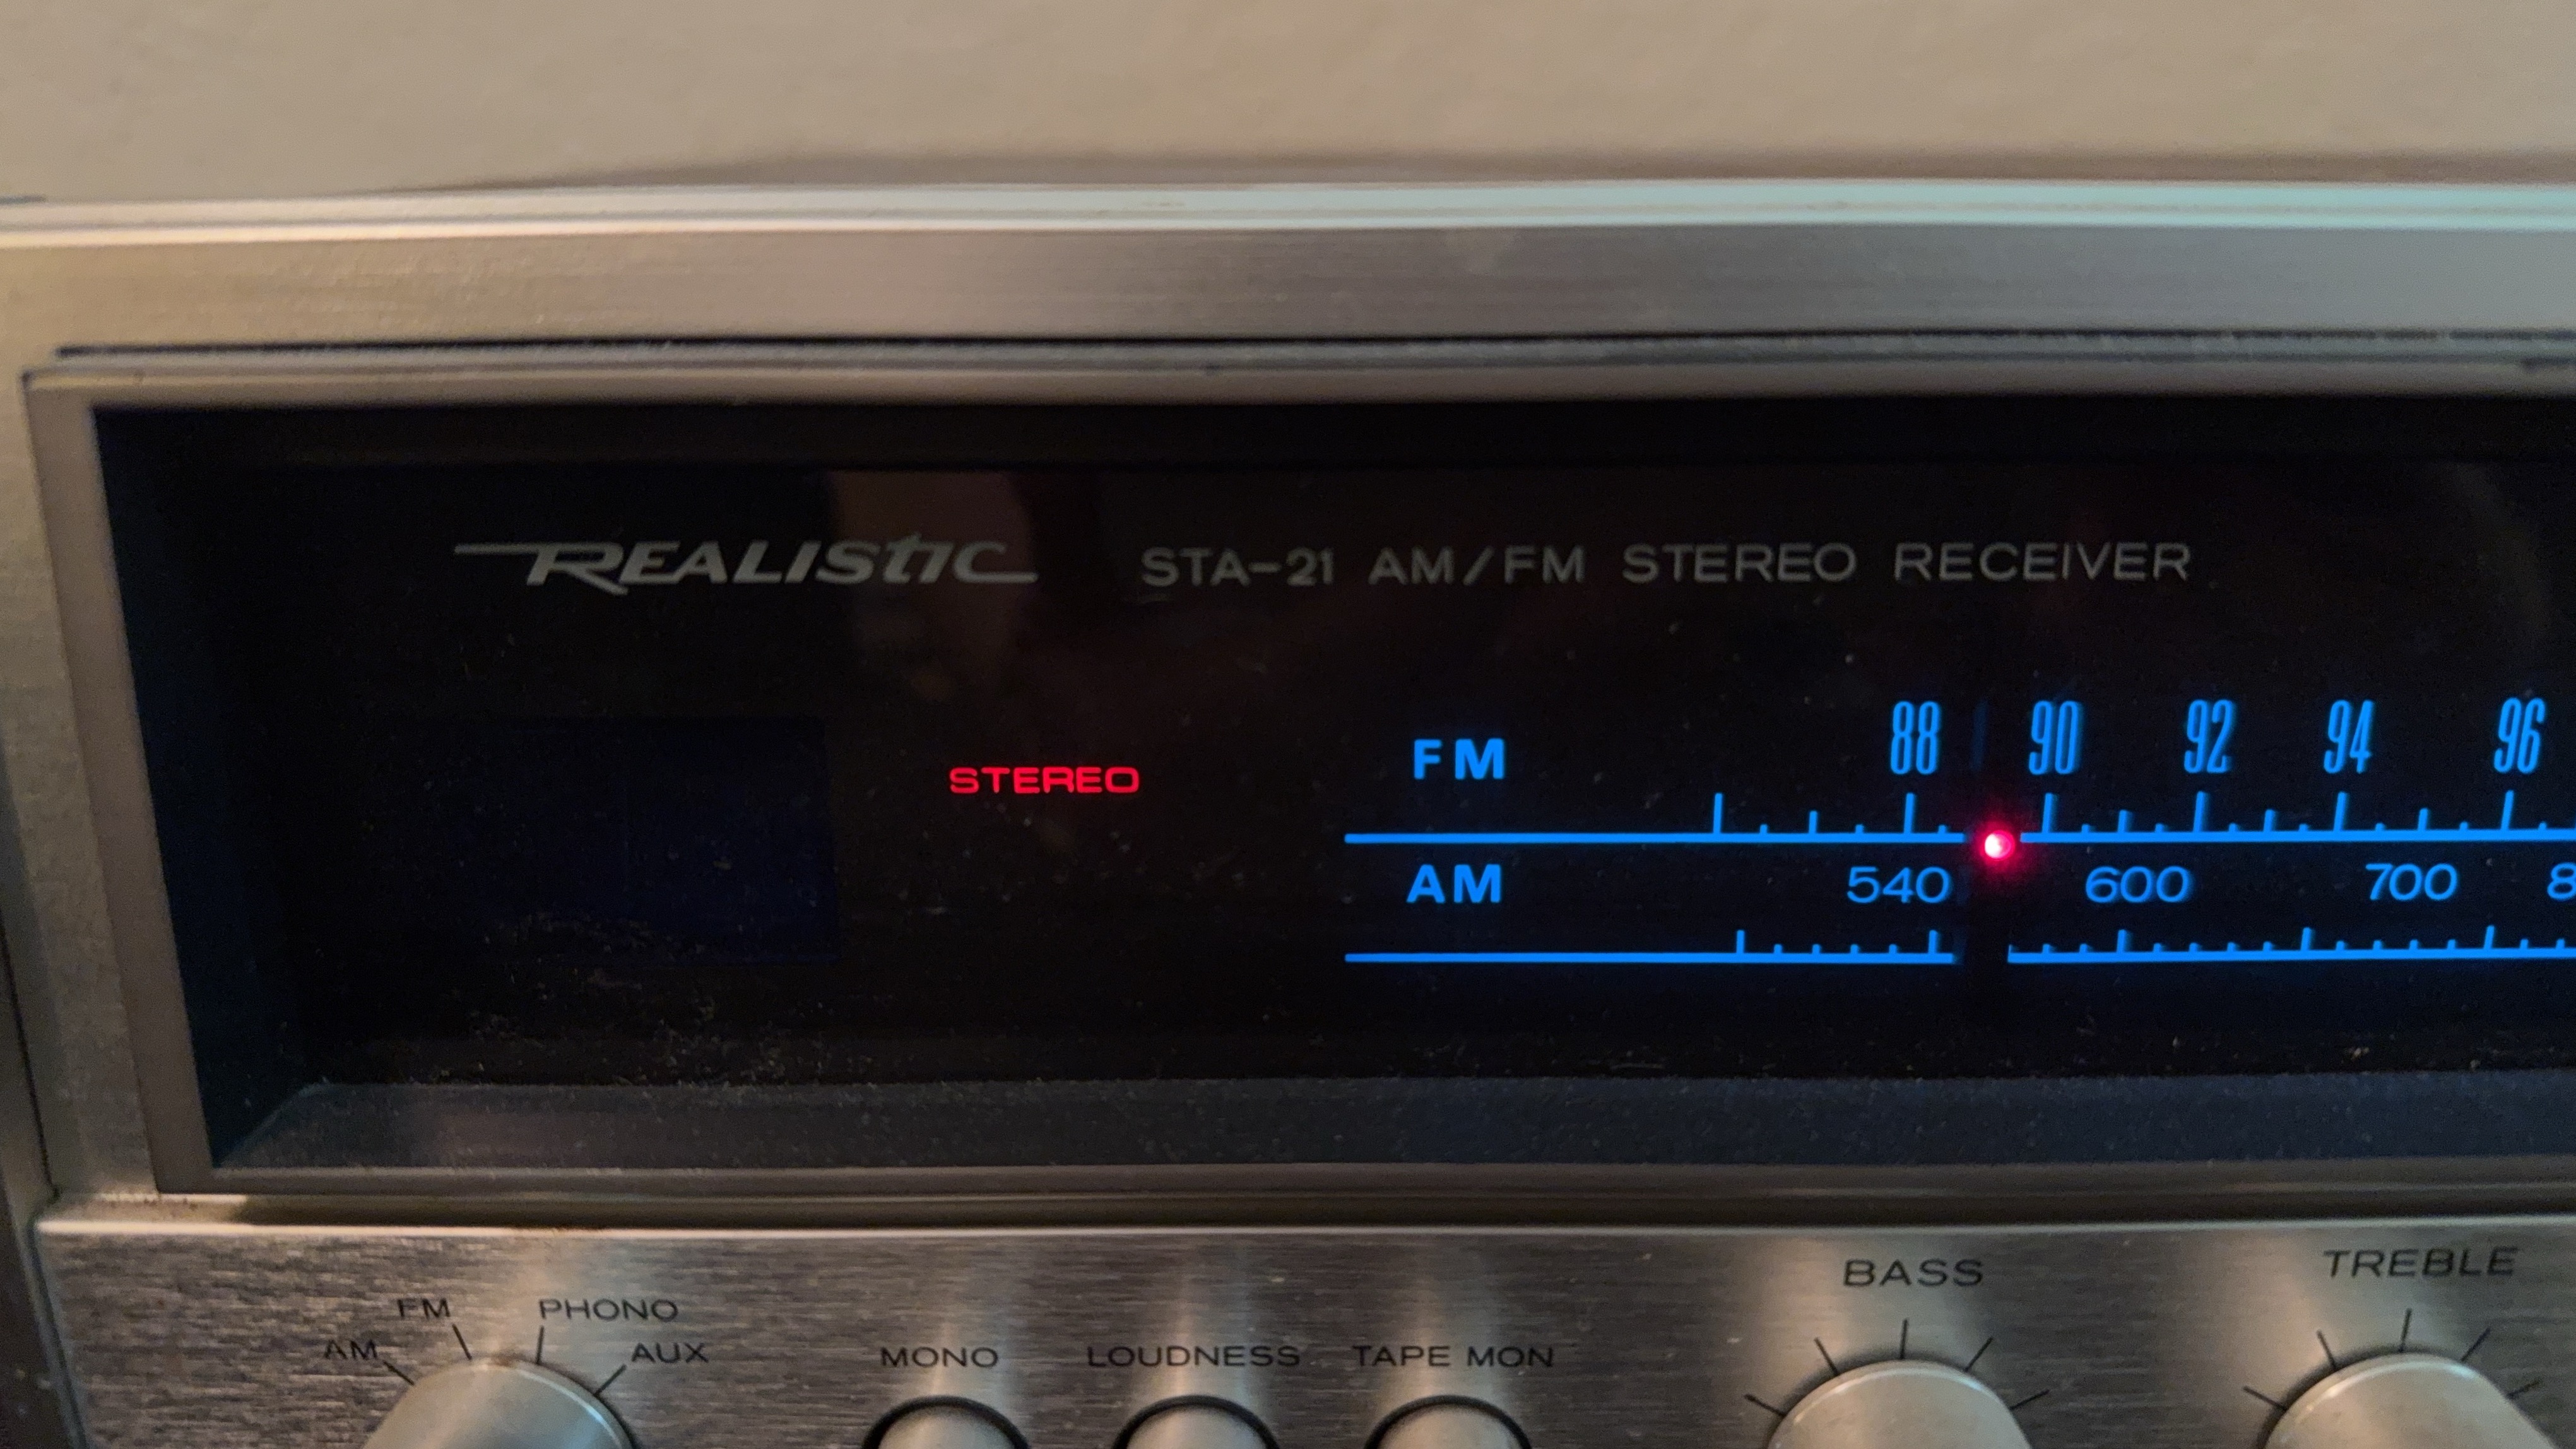 REALISTIC STA-21 AM/FM STEREO RECEIVER
STEREO
FM 88 90 92 94 96
AM 540 600 700
BASS TREBLE
FM PHONO
AM AUX MONO LOUDNESS TAPE MON